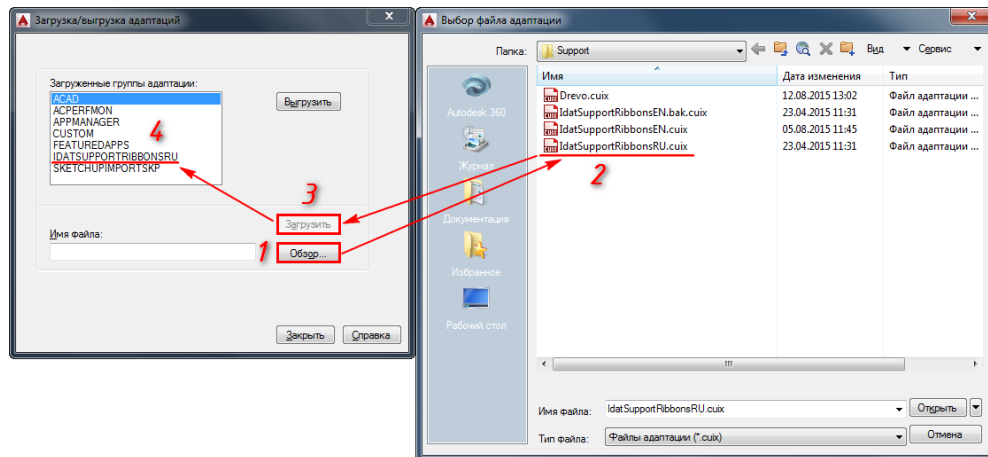 Загрузка/выгрузка адаптаций
x
Загруженные группы адаптации:
ACAD
ACPERFMON
APPMANAGER
CUSTOM
FEATUREDAPPS
IDATSUPPORTRIBBONSRU
SKETCHUPIMPORTSKP
4
Выгрузить
3
Загрузить
Имя файла:
1
Обзор...
Закрыть
Справка
Выбор файла адаптации
x
Папка:
Support
Вид
Сервис
Имя
Дата изменения
Тип
Drevo.cuix
12.08.2015 13:02
Файл адаптации ...
IdatSupportRibbonsEN.bak.cuix
23.04.2015 11:31
Файл адаптации ...
IdatSupportRibbonsEN.cuix
05.08.2015 11:45
Файл адаптации ...
IdatSupportRibbonsRU.cuix
23.04.2015 11:31
Файл адаптации ...
2
Autodesk 360
Журнал
Документация
Избранное
Рабочий стол
Имя файла:
IdatSupportRibbonsRU.cuix
Открыть
Тип файла:
Файлы адаптации (*.cuix)
Отмена